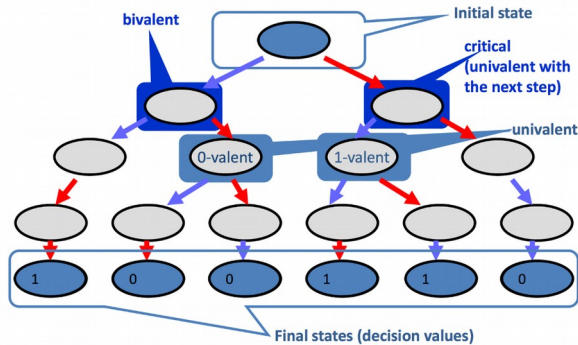 Initial state
bivalent
critical
(univalent with
the next step)
univalent
0-valent
1-valent
1
0
0
1
1
0
Final states (decision values)